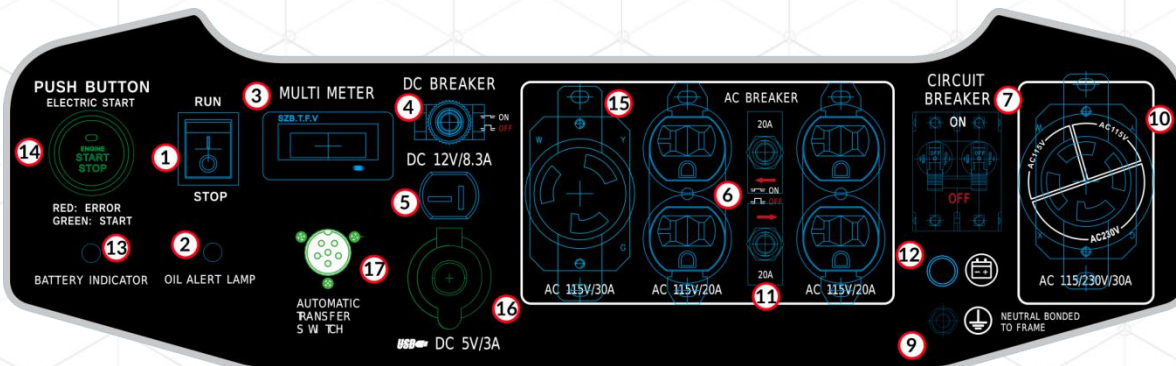 PUSH BUTTON
ELECTRIC START
14
ENGINE
START
STOP
RED: ERROR
GREEN: START
13
BATTERY INDICATOR
RUN
1
STOP
2
OIL ALERT LAMP
3
MULTI METER
SZB.T.F.V
17
AUTOMATIC
TRANSFER
SWITCH
DC BREAKER
4
ON
OFF
DC 12V/8.3A
5
16
USB DC 5V/3A
15
W
Y
G
AC 115V/30A
AC 115V/20A
AC BREAKER
20A
6
ON
OFF
20A
11
AC 115V/20A
CIRCUIT
BREAKER
7
ON
OFF
12
9
NEUTRAL BONDED
TO FRAME
10
AC115V
AC115V
AC230V
AC 115/230V/30A